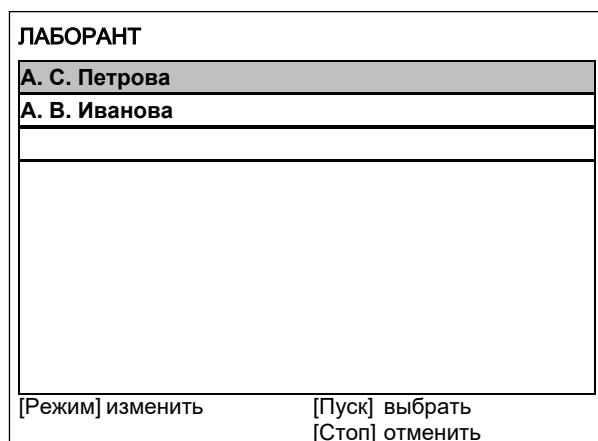 ЛАБОРАНТ
А. С. Петрова
А. В. Иванова
[Режим] изменить [Пуск] выбрать
[Стоп] отменить